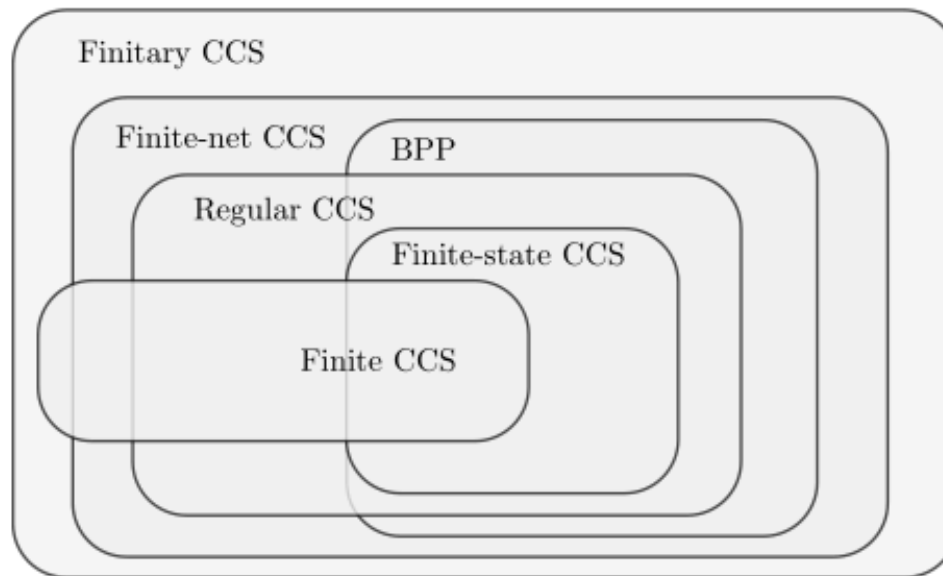 Finitary CCS
Finite-net CCS
BPP
Regular CCS
Finite-state CCS
Finite CCS